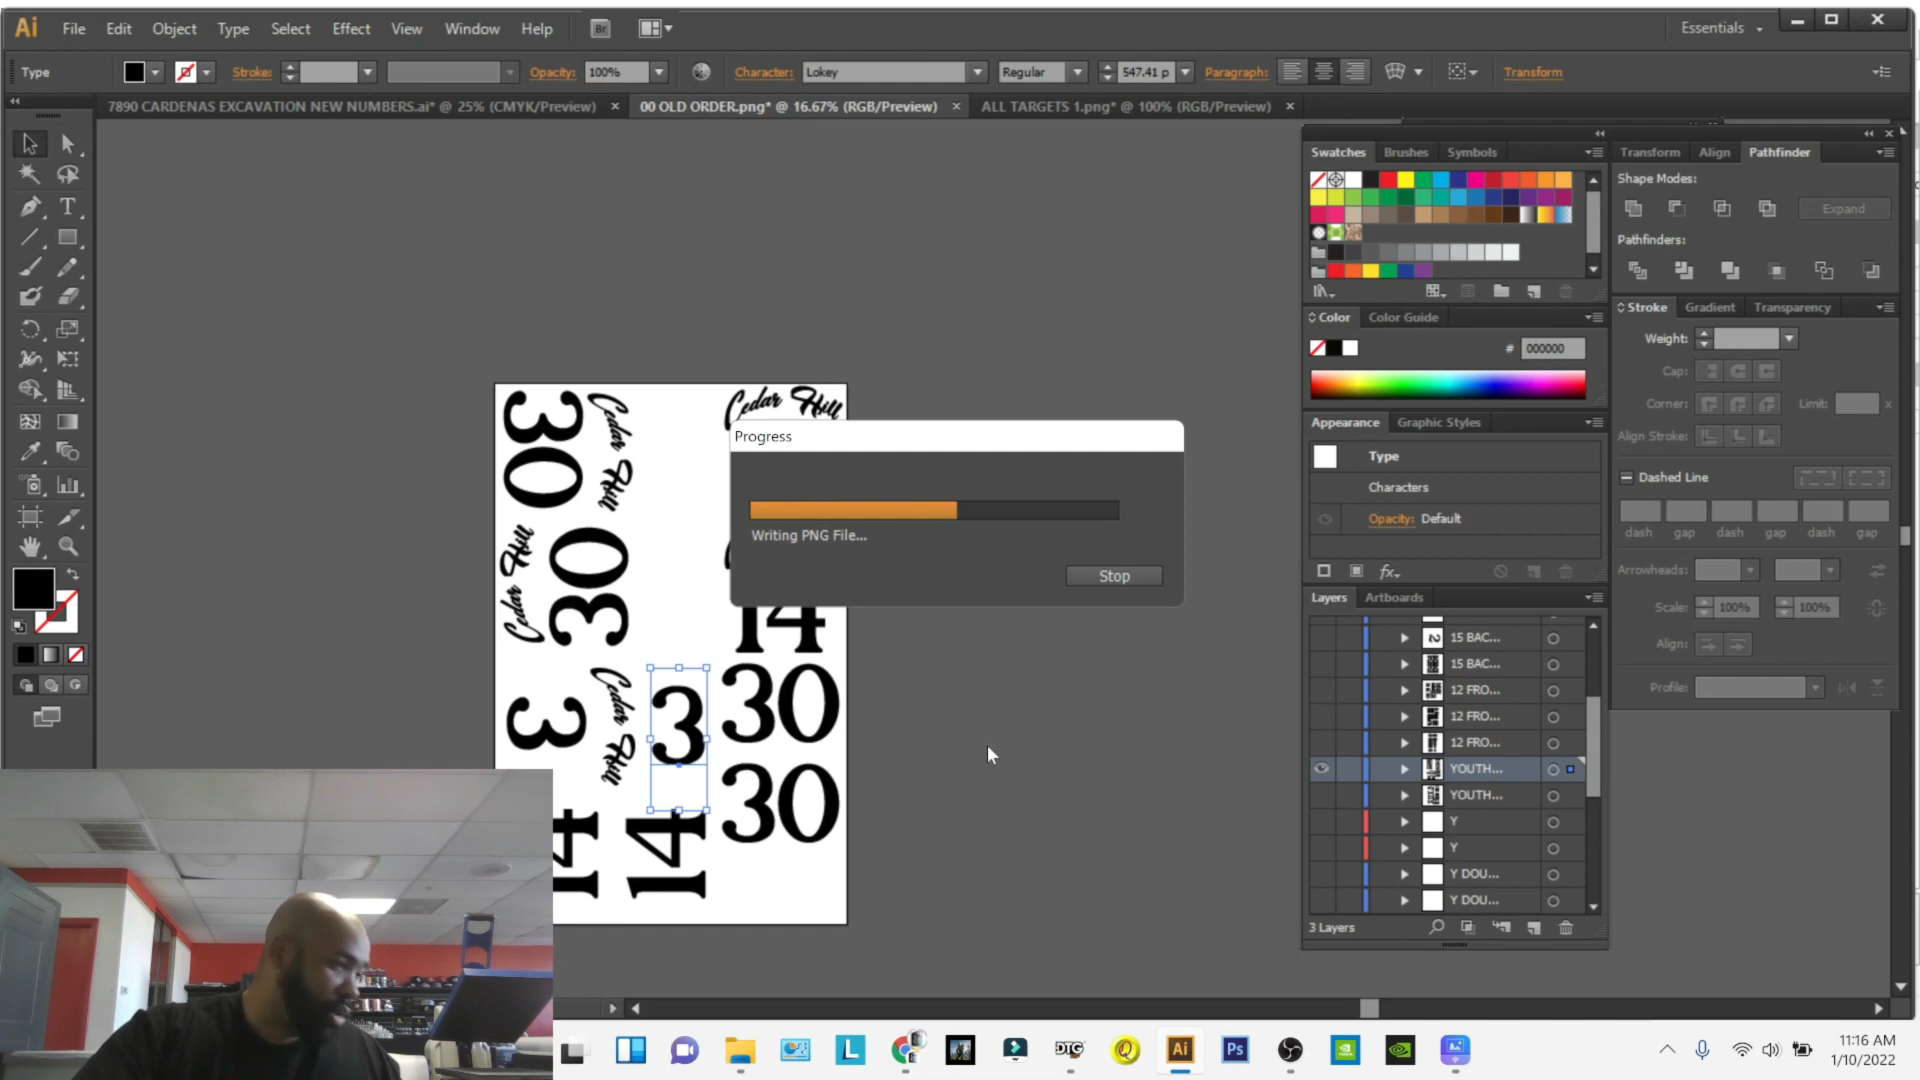 Ai File Edit Object Type Select Effect View Window Help Br Essentials
Type Stroke: Opacity: 100% Character: Lokey Regular 547.41 p Paragraph: Transform
7890 CARDENAS EXCAVATION NEW NUMBERS.ai* @ 25% (CMYK/Preview) × 00 OLD ORDER.png* @ 16.67% (RGB/Preview) × ALL TARGETS 1.png* @ 100% (RGB/Preview) ×
Swatches Brushes Symbols
Transform Align Pathfinder
Shape Modes:
Expand
Pathfinders:
Color Color Guide
# 000000
Stroke Gradient Transparency
Weight:
Cap:
Corner: Limit: x
Align Stroke:
Dashed Line
dash gap dash gap dash gap
Arrowheads:
Scale: 100% 100%
Align:
Profile:
Appearance Graphic Styles
Type
Characters
Opacity: Default
fx
Layers Artboards
15 BAC...
15 BAC...
12 FRO...
12 FRO...
12 FRO...
YOUTH...
YOUTH...
Y
Y
Y DOU...
Y DOU...
3 Layers
Progress
Writing PNG File...
Stop
30
Cedar Hill
Cedar Hill
Cedar Hill
30
14
3
Cedar Hill
3
30
30
14
14
L DTG Q Ai Ps
11:16 AM
1/10/2022